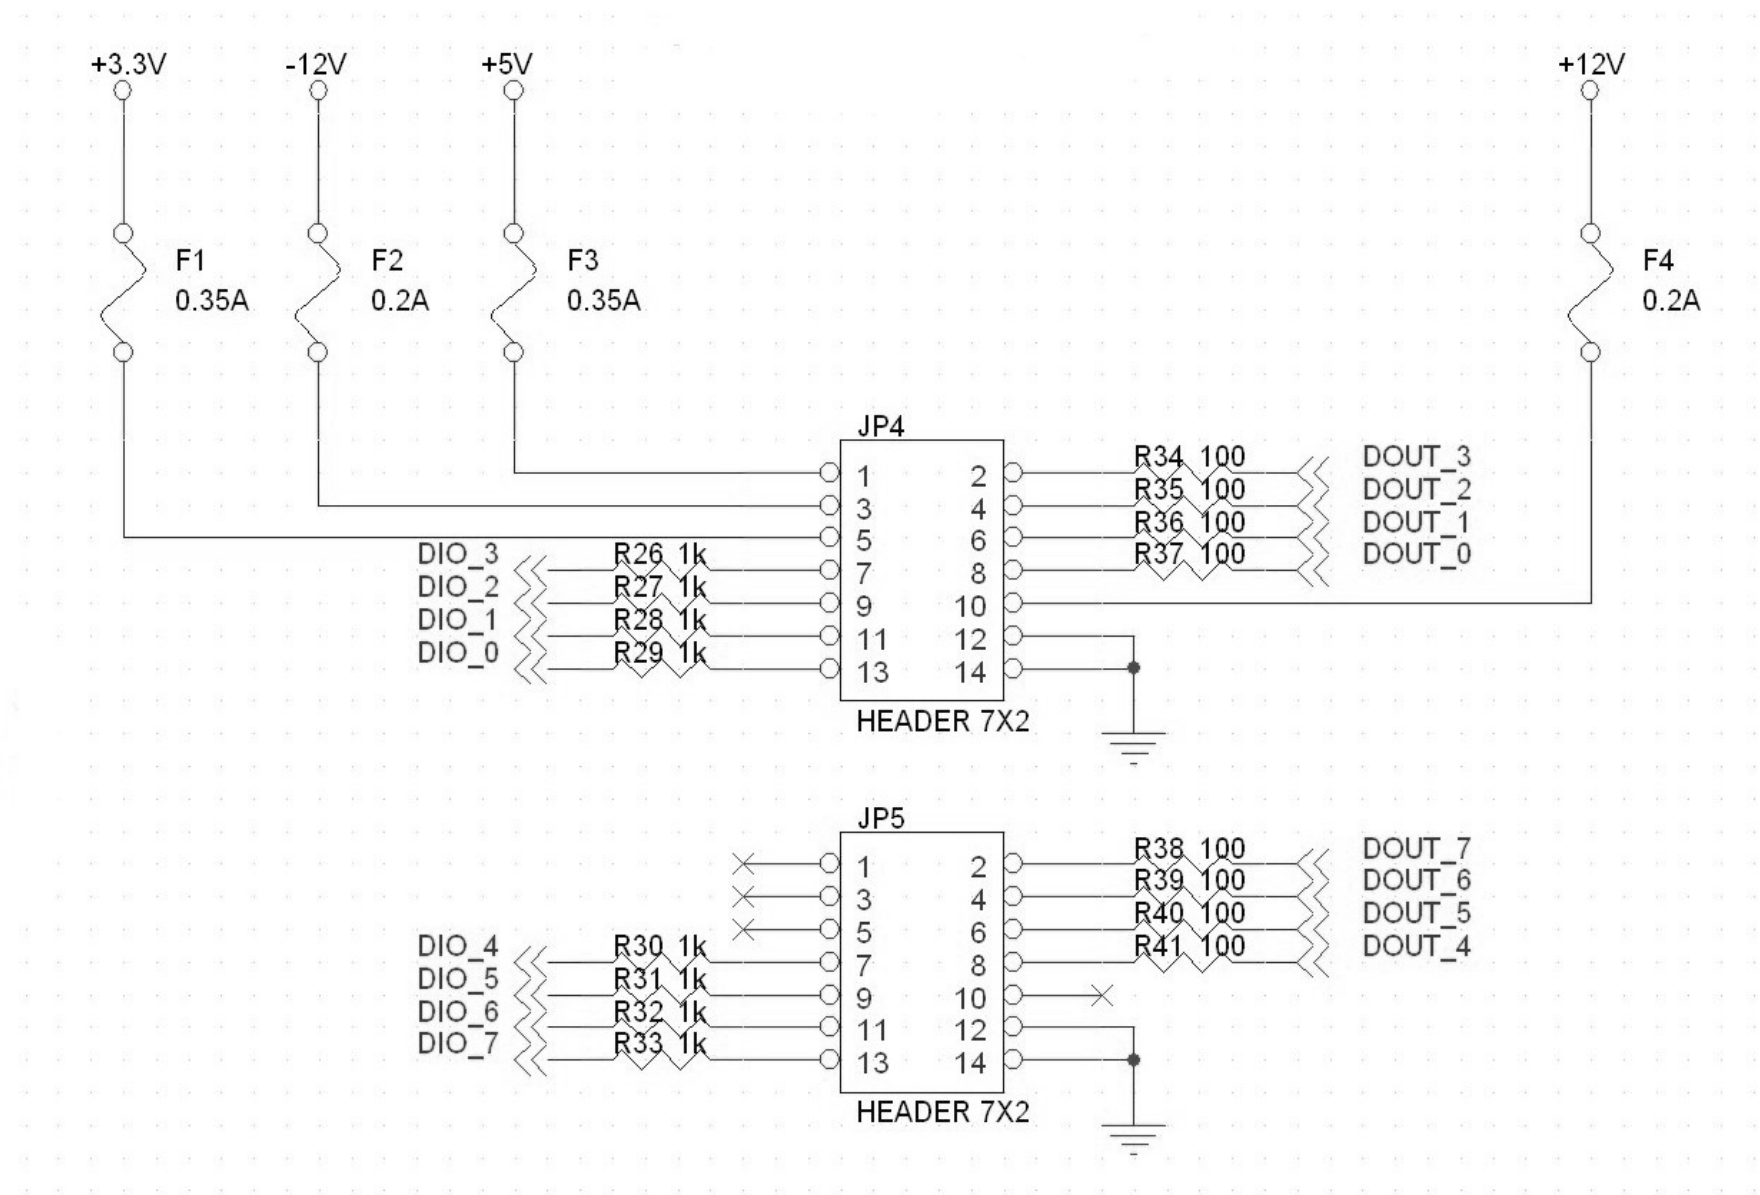 +3.3V -12V +5V +12V
F1 F2 F3 F4
0.35A 0.2A 0.35A 0.2A
JP4
1 2 R34 100 DOUT_3
3 4 R35 100 DOUT_2
5 6 R36 100 DOUT_1
DIO_3 R26 1k 7 8 R37 100 DOUT_0
DIO_2 R27 1k 9 10
DIO_1 R28 1k 11 12
DIO_0 R29 1k 13 14
HEADER 7X2
JP5
1 2 R38 100 DOUT_7
3 4 R39 100 DOUT_6
5 6 R40 100 DOUT_5
DIO_4 R30 1k 7 8 R41 100 DOUT_4
DIO_5 R31 1k 9 10
DIO_6 R32 1k 11 12
DIO_7 R33 1k 13 14
HEADER 7X2